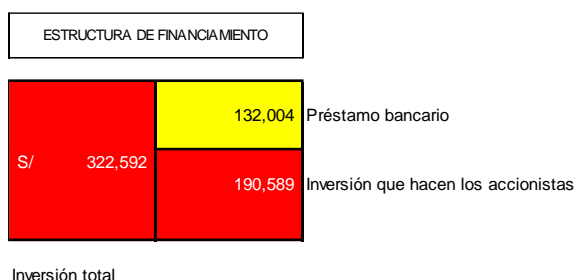 ESTRUCTURA DE FINANCIAMIENTO
132,004 Préstamo bancario
S/ 322,592
190,589 Inversión que hacen los accionistas
Inversión total